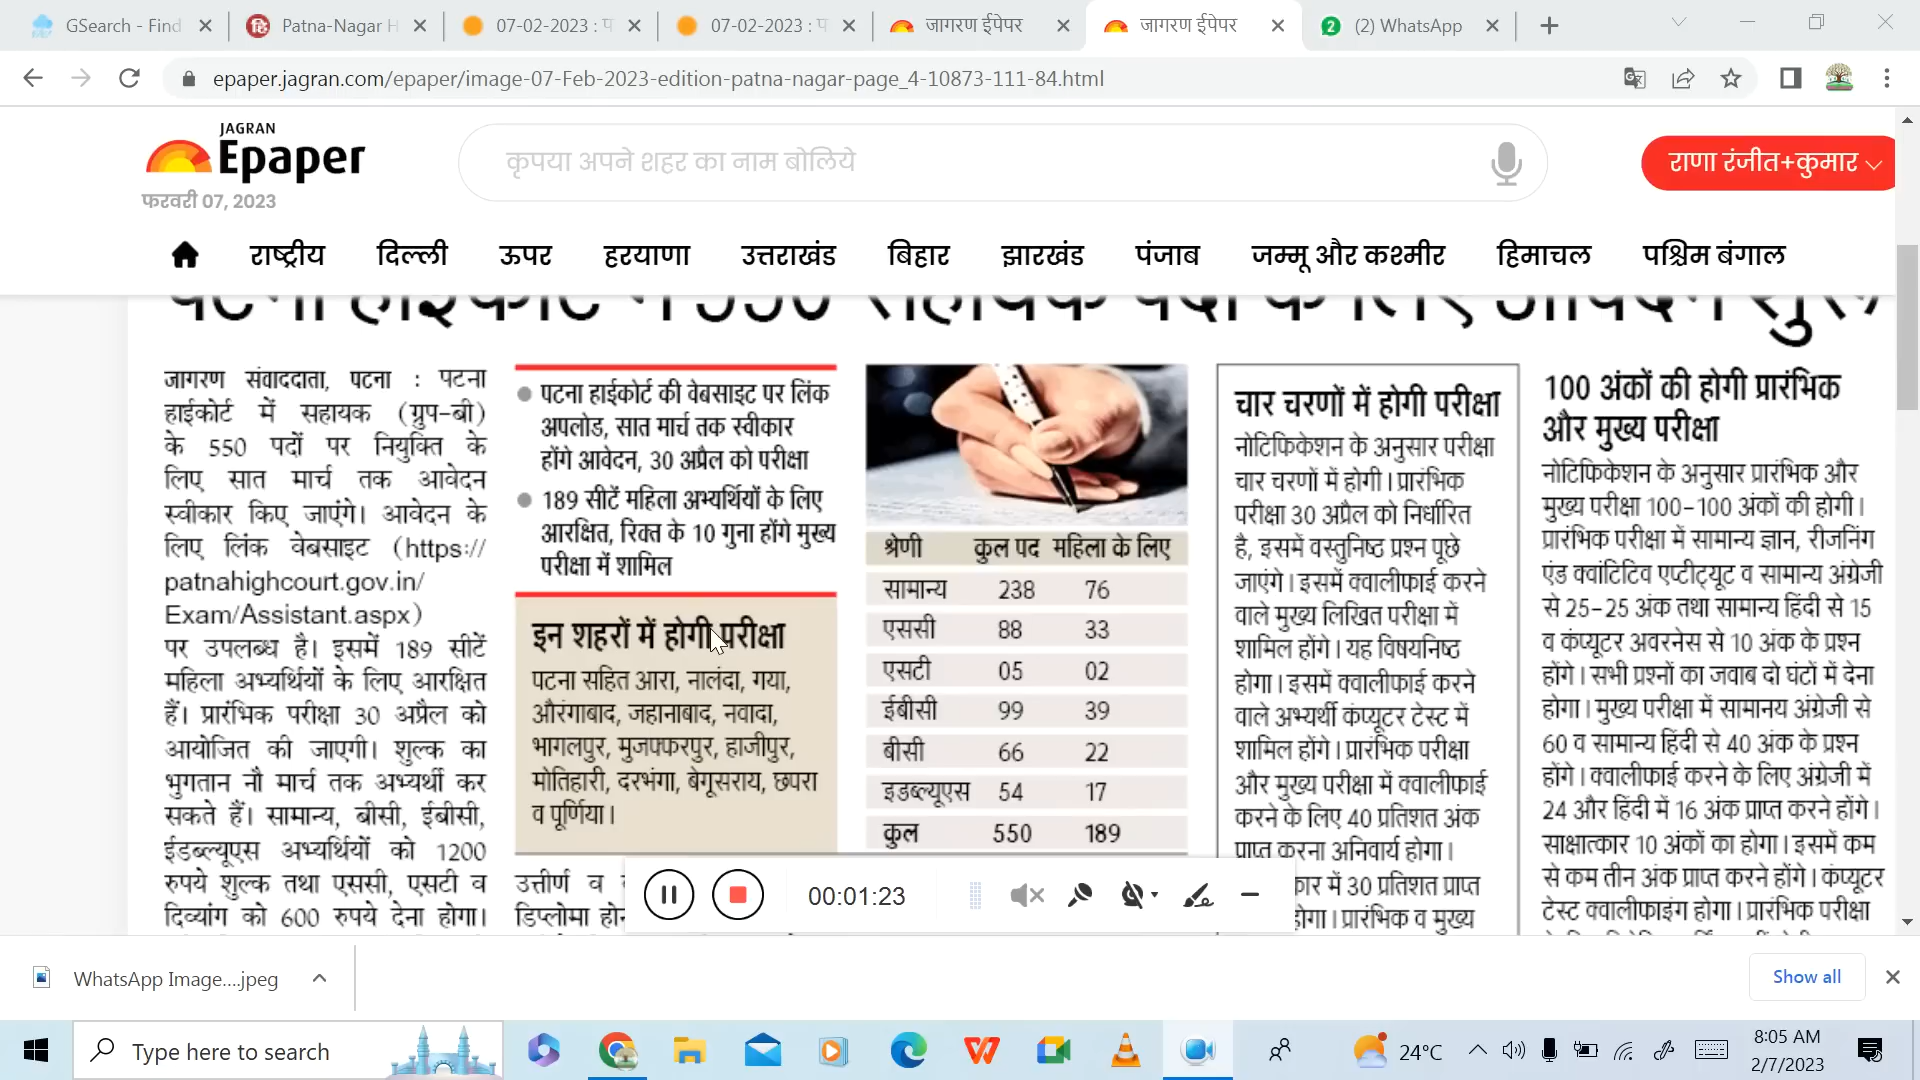 GSearch - Find
Patna-Nagar H
07-02-2023 : प
07-02-2023 : प
जागरण ईपेपर
जागरण ईपेपर
(2) WhatsApp
epaper.jagran.com/epaper/image-07-Feb-2023-edition-patna-nagar-page_4-10873-111-84.html
JAGRAN
Epaper
फरवरी 07, 2023
कृपया अपने शहर का नाम बोलिये
राणा रंजीत+कुमार
राष्ट्रीय दिल्ली ऊपर हरयाणा उत्तराखंड बिहार झारखंड पंजाब जम्मू और कश्मीर हिमाचल पश्चिम बंगाल
पटना हाईकोर्ट में 550 सहायक पदों के लिए आवेदन शुरू
जागरण संवाददाता, पटना : पटना
हाईकोर्ट में सहायक (ग्रुप-बी)
के 550 पदों पर नियुक्ति के
लिए सात मार्च तक आवेदन
स्वीकार किए जाएंगे। आवेदन के
लिए लिंक वेबसाइट (https://
patnahighcourt.gov.in/
Exam/Assistant.aspx)
पर उपलब्ध है। इसमें 189 सीटें
महिला अभ्यर्थियों के लिए आरक्षित
हैं। प्रारंभिक परीक्षा 30 अप्रैल को
आयोजित की जाएगी। शुल्क का
भुगतान नौ मार्च तक अभ्यर्थी कर
सकते हैं। सामान्य, बीसी, ईबीसी,
ईडब्ल्यूएस अभ्यर्थियों को 1200
रुपये शुल्क तथा एससी, एसटी व
दिव्यांग को 600 रुपये देना होगा।
पटना हाईकोर्ट की वेबसाइट पर लिंक
अपलोड, सात मार्च तक स्वीकार
होंगे आवेदन, 30 अप्रैल को परीक्षा
189 सीटें महिला अभ्यर्थियों के लिए
आरक्षित, रिक्त के 10 गुना होंगे मुख्य
परीक्षा में शामिल
इन शहरों में होगी परीक्षा
पटना सहित आरा, नालंदा, गया,
औरंगाबाद, जहानाबाद, नवादा,
भागलपुर, मुजफ्फरपुर, हाजीपुर,
मोतिहारी, दरभंगा, बेगूसराय, छपरा
व पूर्णिया।
उत्तीर्ण व
डिप्लोमा
श्रेणी कुल पद महिला के लिए
सामान्य 238 76
एससी 88 33
एसटी 05 02
ईबीसी 99 39
बीसी 66 22
इडब्ल्यूएस 54 17
कुल 550 189
चार चरणों में होगी परीक्षा
नोटिफिकेशन के अनुसार परीक्षा
चार चरणों में होगी। प्रारंभिक
परीक्षा 30 अप्रैल को निर्धारित
है, इसमें वस्तुनिष्ठ प्रश्न पूछे
जाएंगे। इसमें क्वालीफाई करने
वाले मुख्य लिखित परीक्षा में
शामिल होंगे। यह विषयनिष्ठ
होगा। इसमें क्वालीफाई करने
वाले अभ्यर्थी कंप्यूटर टेस्ट में
शामिल होंगे। प्रारंभिक परीक्षा
और मुख्य परीक्षा में क्वालीफाई
करने के लिए 40 प्रतिशत अंक
प्राप्त करना अनिवार्य होगा।
में 30 प्रतिशत प्राप्त
होगा। प्रारंभिक व मुख्य
100 अंकों की होगी प्रारंभिक
और मुख्य परीक्षा
नोटिफिकेशन के अनुसार प्रारंभिक और
मुख्य परीक्षा 100-100 अंकों की होगी।
प्रारंभिक परीक्षा में सामान्य ज्ञान, रीजनिंग
एंड क्वांटिटिव एप्टीट्यूट व सामान्य अंग्रेजी
से 25-25 अंक तथा सामान्य हिंदी से 15
व कंप्यूटर अवरनेस से 10 अंक के प्रश्न
होंगे। सभी प्रश्नों का जवाब दो घंटों में देना
होगा। मुख्य परीक्षा में सामानय अंग्रेजी से
60 व सामान्य हिंदी से 40 अंक के प्रश्न
होंगे। क्वालीफाई करने के लिए अंग्रेजी में
24 और हिंदी में 16 अंक प्राप्त करने होंगे।
साक्षात्कार 10 अंकों का होगा। इसमें कम
से कम तीन अंक प्राप्त करने होंगे। कंप्यूटर
टेस्ट क्वालीफाइंग होगा। प्रारंभिक परीक्षा
00:01:23
WhatsApp Image....jpeg
Show all
Type here to search
24°C
8:05 AM
2/7/2023